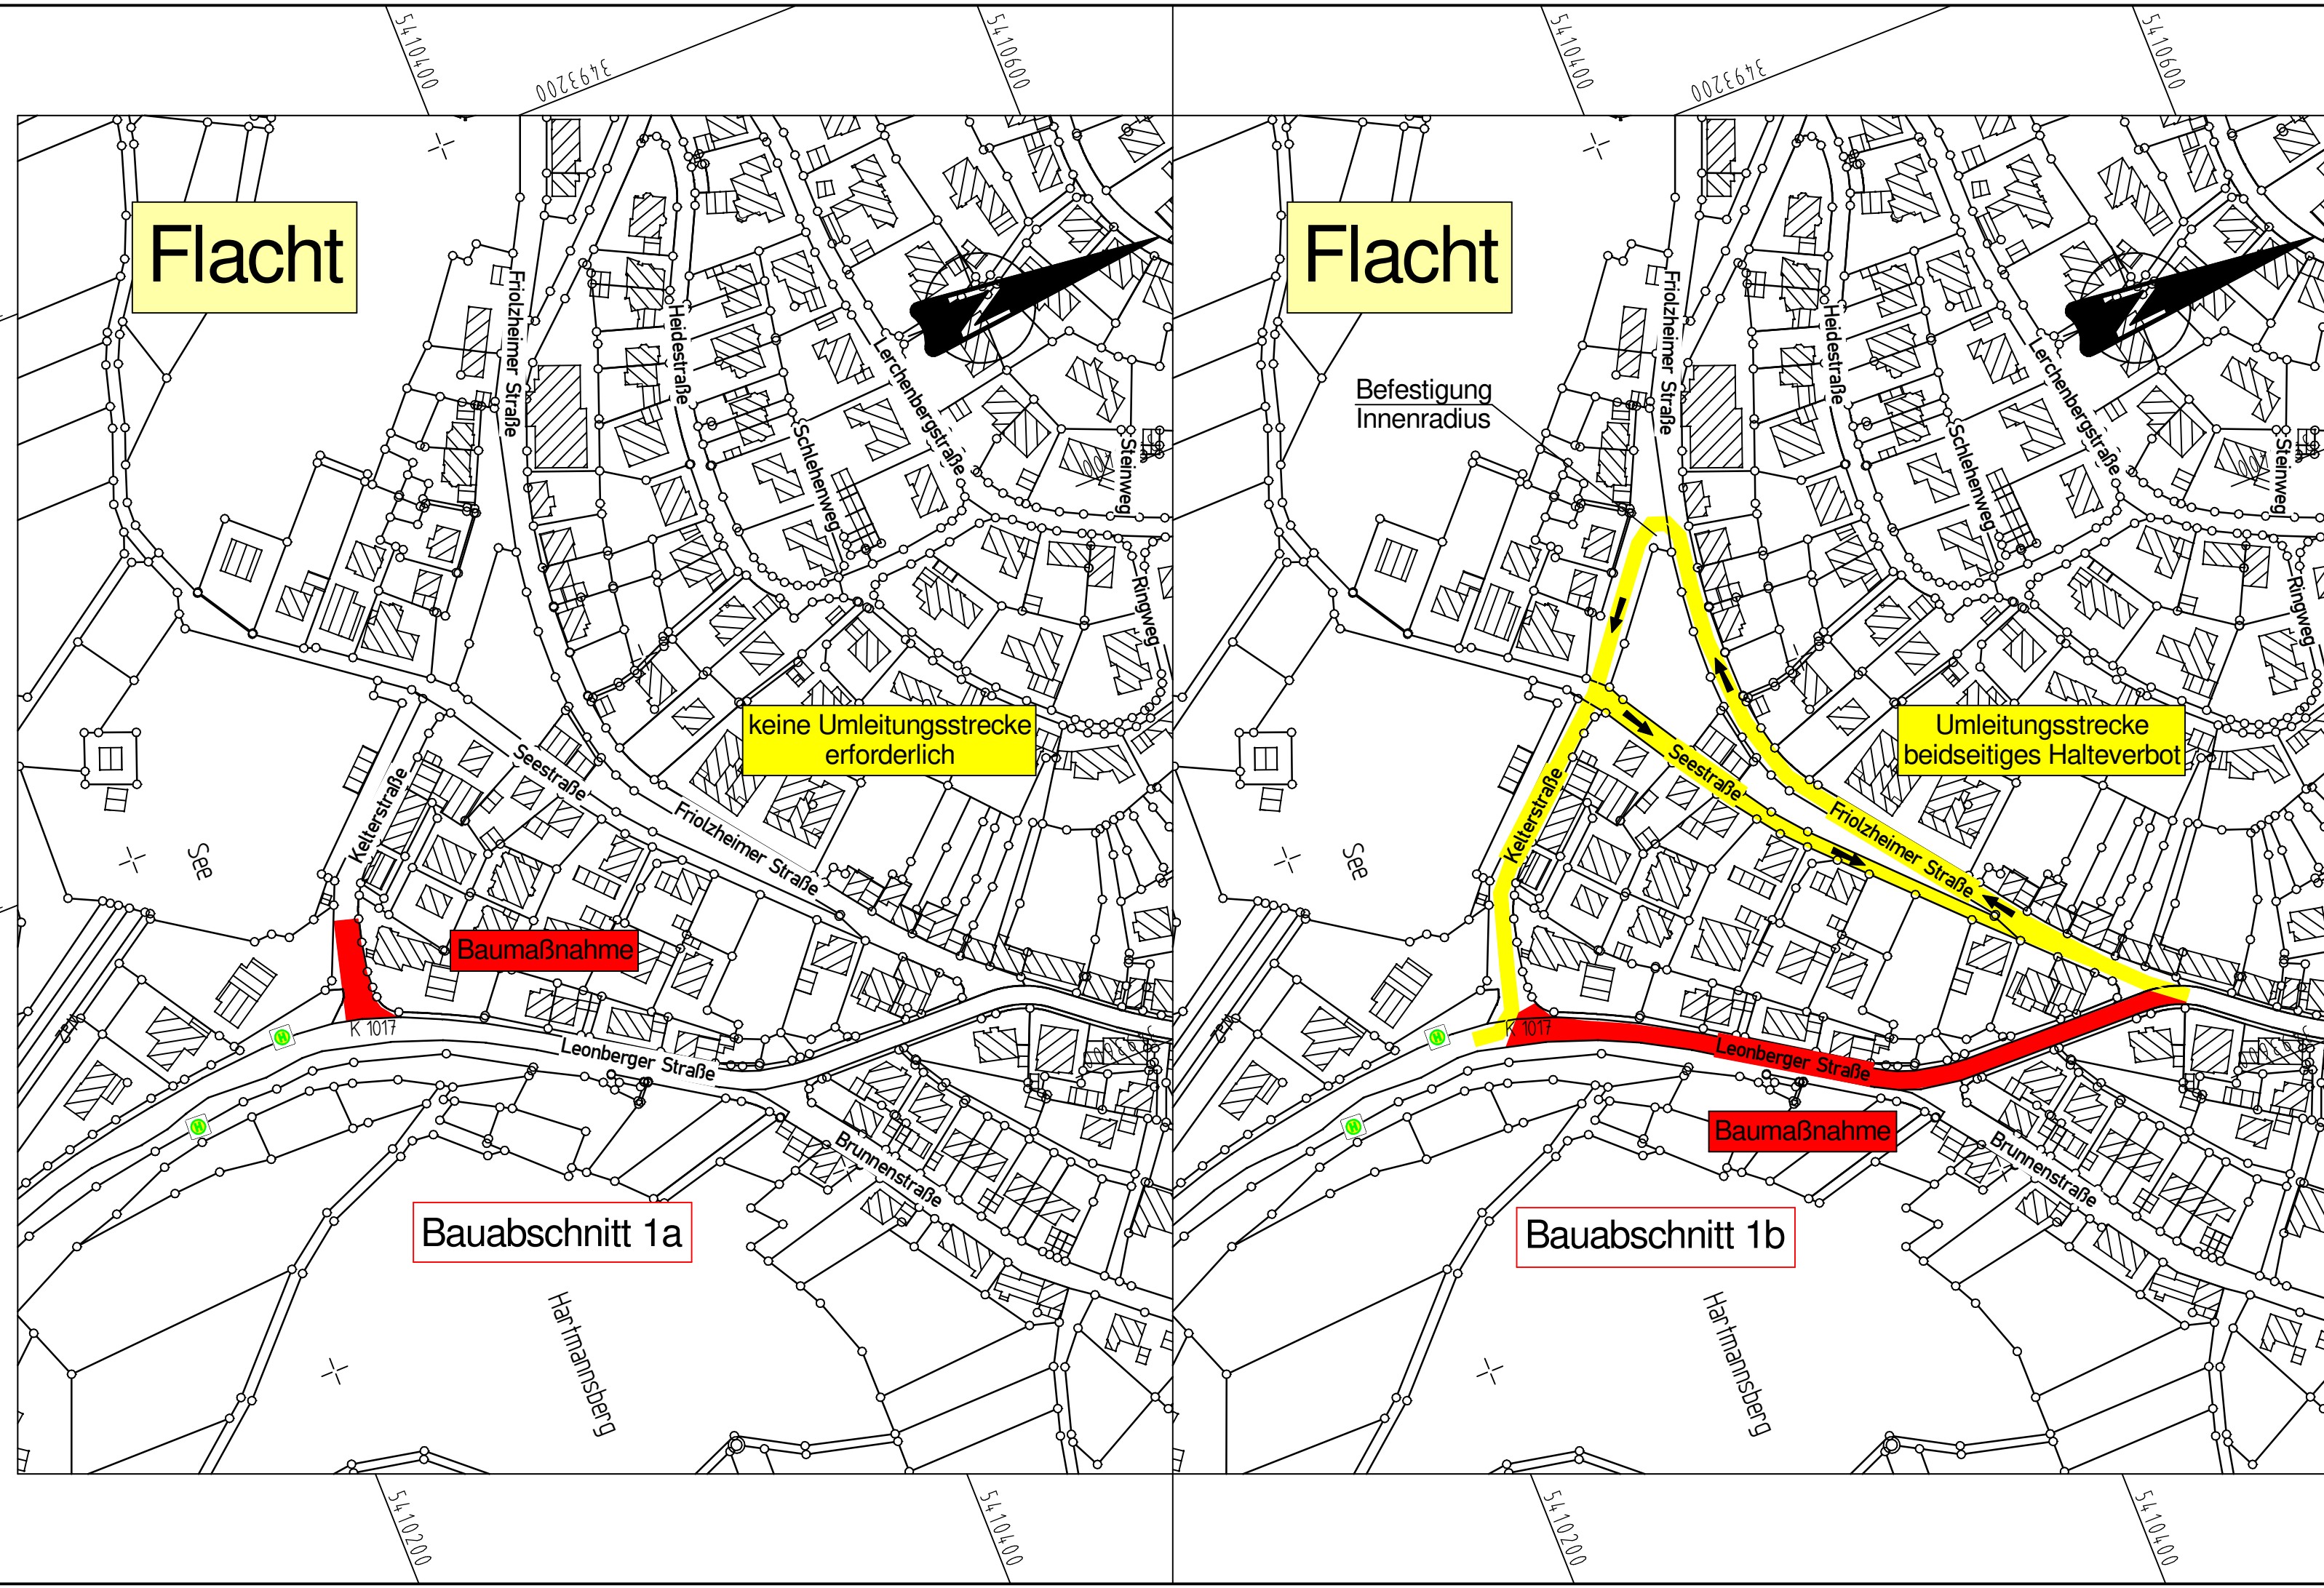 5410400
3493200
5410600
Flacht
Friolzheimer Straße
Heidestraße
Schlehenweg
Lerchenbergstraße
Steinweg
Ringweg
keine Umleitungsstrecke
erforderlich
Seestraße
Kelterstraße
Friolzheimer Straße
See
Baumaßnahme
K 1017
H
Leonberger Straße
H
Brunnenstraße
Bauabschnitt 1a
Hartmannsberg
5410200
5410400
5410400
3493200
5410600
Flacht
Befestigung
Innenradius
Friolzheimer Straße
Heidestraße
Schlehenweg
Lerchenbergstraße
Steinweg
Ringweg
Umleitungsstrecke
beidseitiges Halteverbot
Seestraße
Kelterstraße
Friolzheimer Straße
See
K 1017
H
Leonberger Straße
H
Baumaßnahme
Brunnenstraße
Bauabschnitt 1b
Hartmannsberg
5410200
5410400